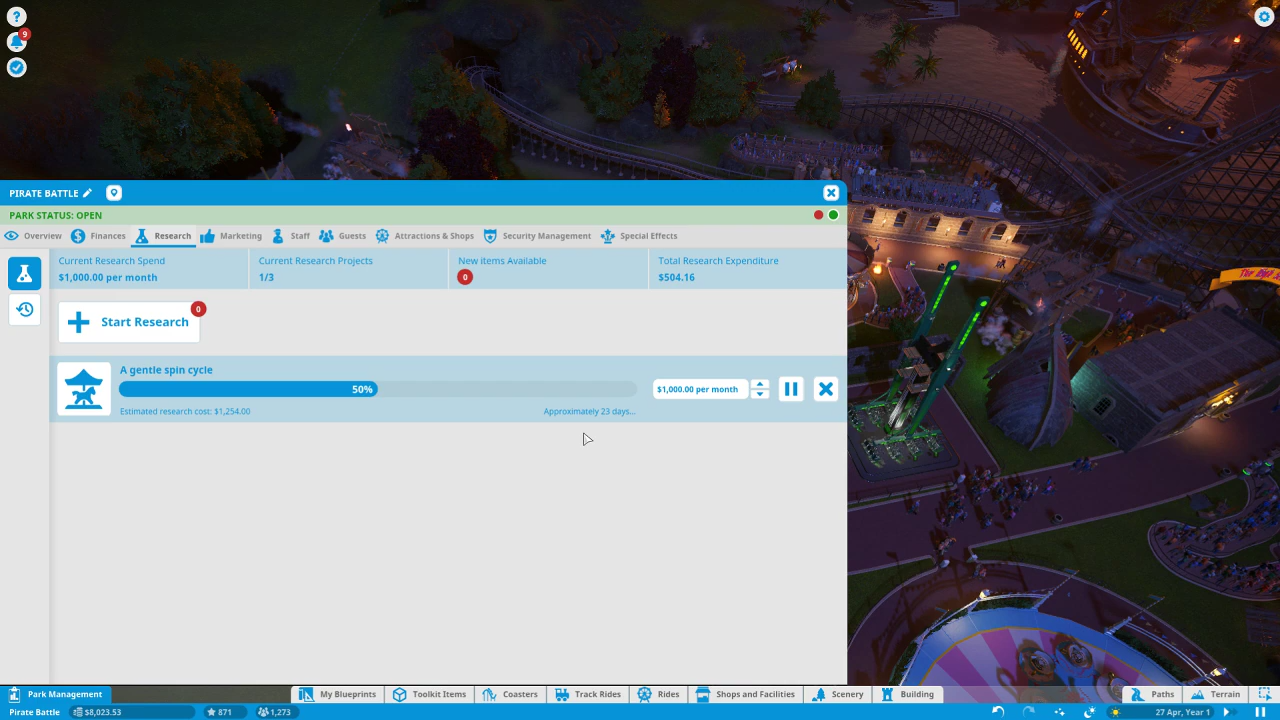 ?
9
PIRATE BATTLE
PARK STATUS: OPEN
Overview Finances Research Marketing Staff Guests Attractions & Shops Security Management Special Effects
Current Research Spend Current Research Projects New items Available Total Research Expenditure
$1,000.00 per month 1/3 0 $504.16
Start Research 0
A gentle spin cycle
50% $1,000.00 per month
Estimated research cost: $1,254.00 Approximately 23 days...
Park Management My Blueprints Toolkit Items Coasters Track Rides Rides Shops and Facilities Scenery Building Paths Terrain
Pirate Battle $8,023.53 871 1,273 27 Apr, Year 1